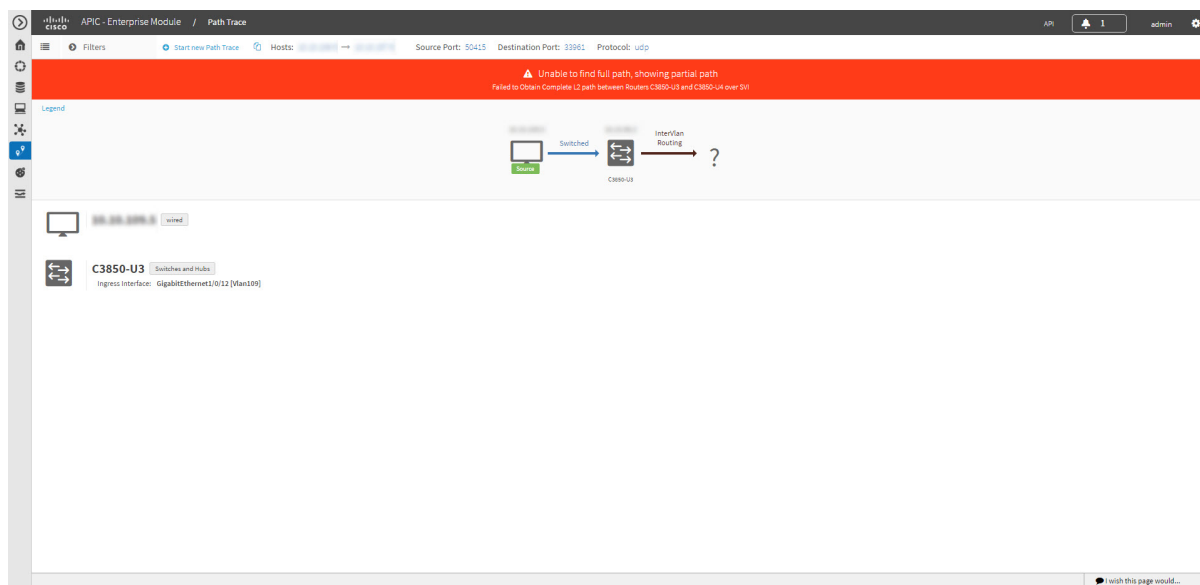 cisco APIC - Enterprise Module / Path Trace API 1 admin
Filters Start new Path Trace Hosts: → Source Port: 50415 Destination Port: 33961 Protocol: udp
Unable to find full path, showing partial path
Failed to Obtain Complete L2 path between Routers C3850-U3 and C3850-U4 over SVI
Legend
Switched
InterVlan
Routing
?
Source
C3850-U3
wired
C3850-U3 Switches and Hubs
Ingress Interface: GigabitEthernet1/0/12 [Vlan109]
I wish this page would...